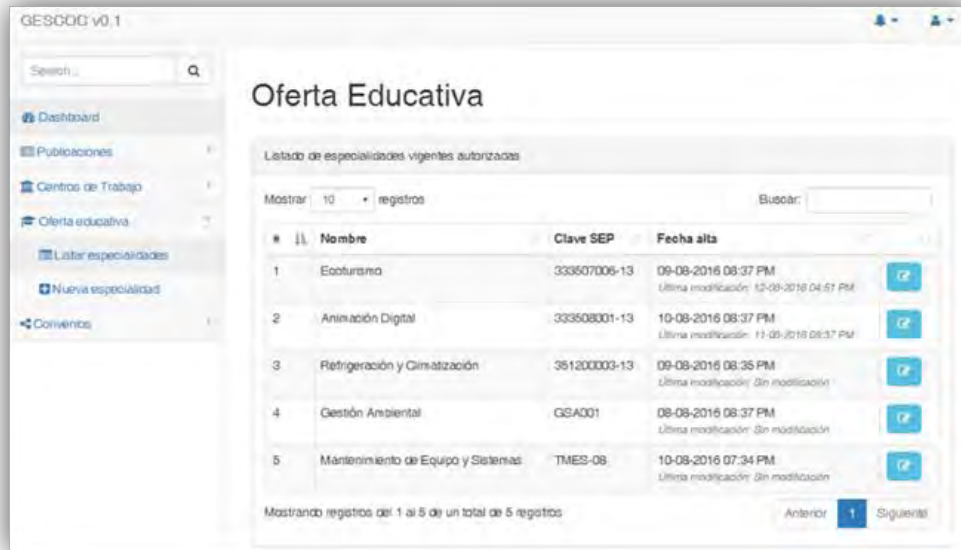 GESCOC v0.1
Search...
Dashboard
Publicaciones
Centros de Trabajo
Oferta educativa
Listar especialidades
Nueva especialidad
Convenios
Oferta Educativa
Listado de especialidades vigentes autorizadas
Mostrar 10 registros
Buscar:
# Nombre Clave SEP Fecha alta
1 Ecoturismo 333507006-13 09-08-2016 08:37 PM
Última modificación: 12-08-2016 04:51 PM
2 Animación Digital 333508001-13 10-08-2016 08:37 PM
Última modificación: 11-08-2016 08:37 PM
3 Refrigeración y Climatización 351200003-13 09-08-2016 08:35 PM
Última modificación: Sin modificación
4 Gestión Ambiental GSA001 08-08-2016 08:37 PM
Última modificación: Sin modificación
5 Mantenimiento de Equipo y Sistemas TMES-08 10-08-2016 07:34 PM
Última modificación: Sin modificación
Mostrando registros del 1 al 5 de un total de 5 registros
Anterior 1 Siguiente